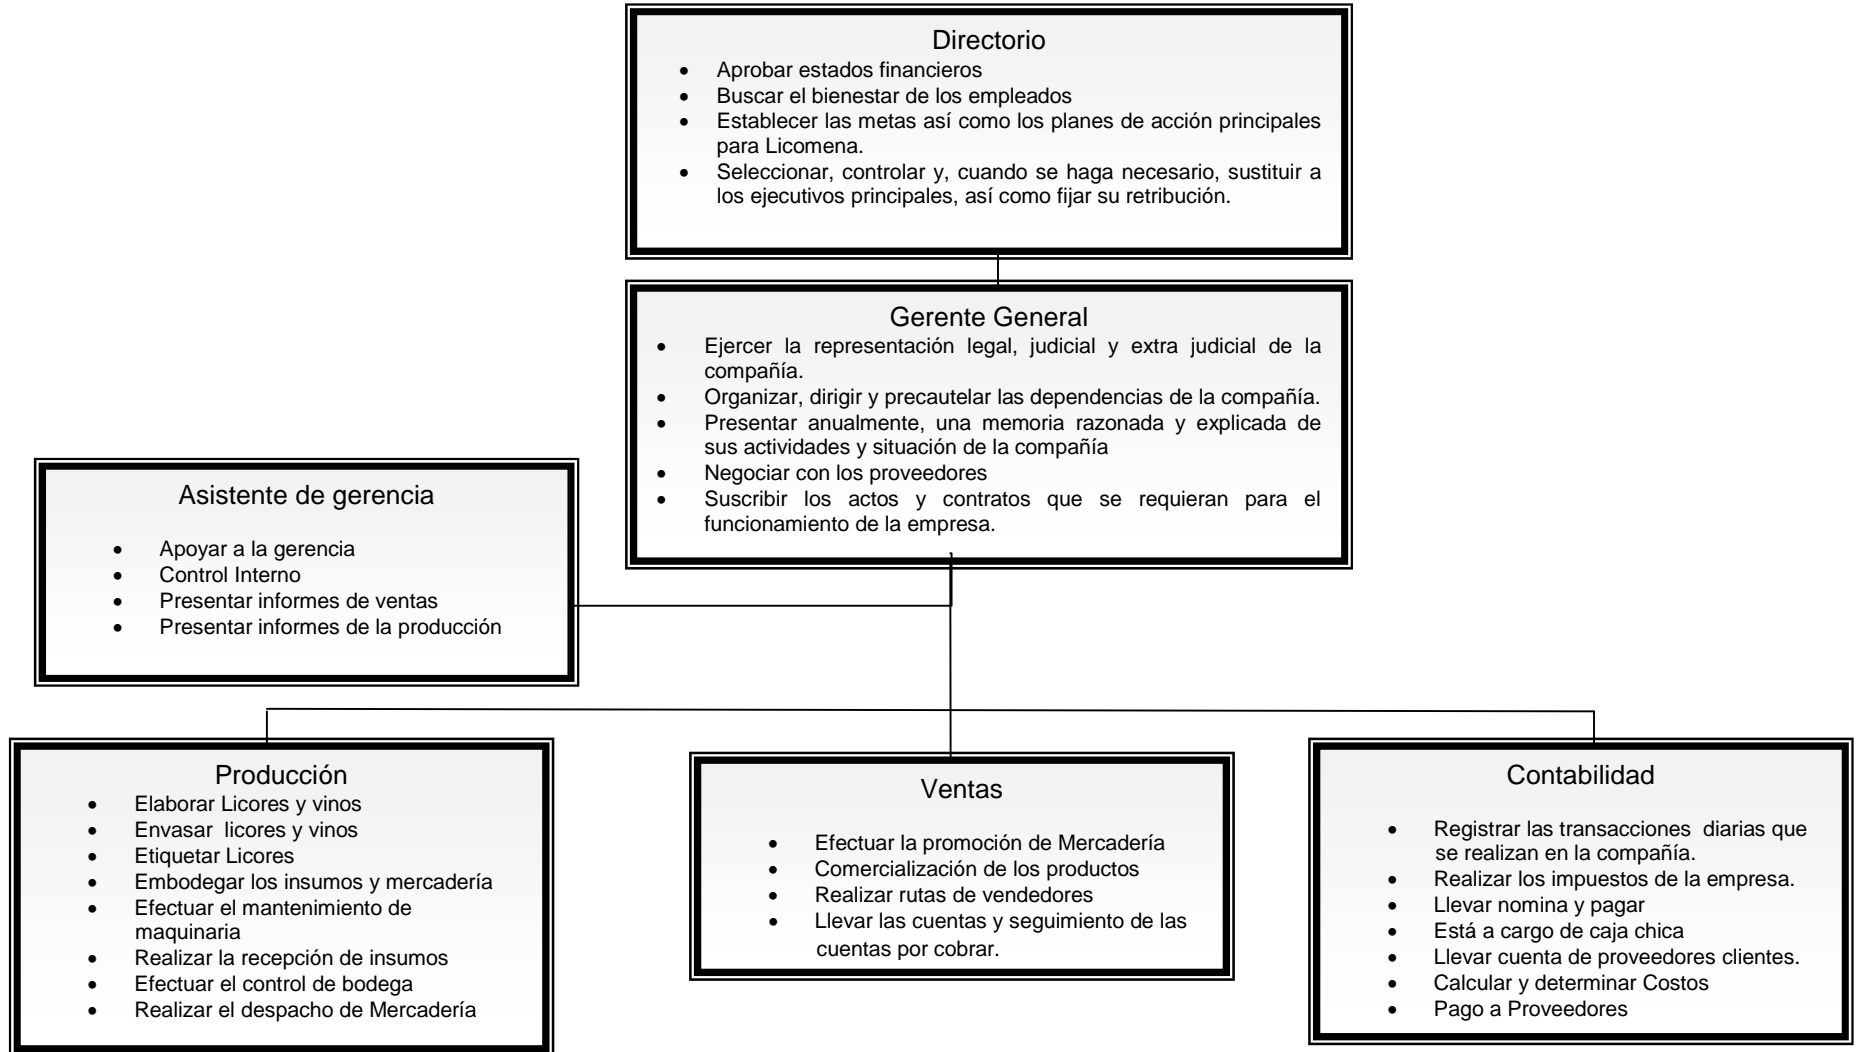 Directorio
• Aprobar estados financieros
• Buscar el bienestar de los empleados
• Establecer las metas así como los planes de acción principales
para Licomena.
• Seleccionar, controlar y, cuando se haga necesario, sustituir a
los ejecutivos principales, así como fijar su retribución.
Gerente General
• Ejercer la representación legal, judicial y extra judicial de la
compañía.
• Organizar, dirigir y precautelar las dependencias de la compañía.
• Presentar anualmente, una memoria razonada y explicada de
sus actividades y situación de la compañía
• Negociar con los proveedores
• Suscribir los actos y contratos que se requieran para el
funcionamiento de la empresa.
Asistente de gerencia
• Apoyar a la gerencia
• Control Interno
• Presentar informes de ventas
• Presentar informes de la producción
Producción
• Elaborar Licores y vinos
• Envasar licores y vinos
• Etiquetar Licores
• Embodegar los insumos y mercadería
• Efectuar el mantenimiento de
maquinaria
• Realizar la recepción de insumos
• Efectuar el control de bodega
• Realizar el despacho de Mercadería
Ventas
• Efectuar la promoción de Mercadería
• Comercialización de los productos
• Realizar rutas de vendedores
• Llevar las cuentas y seguimiento de las
cuentas por cobrar.
Contabilidad
• Registrar las transacciones diarias que
se realizan en la compañía.
• Realizar los impuestos de la empresa.
• Llevar nomina y pagar
• Está a cargo de caja chica
• Llevar cuenta de proveedores clientes.
• Calcular y determinar Costos
• Pago a Proveedores